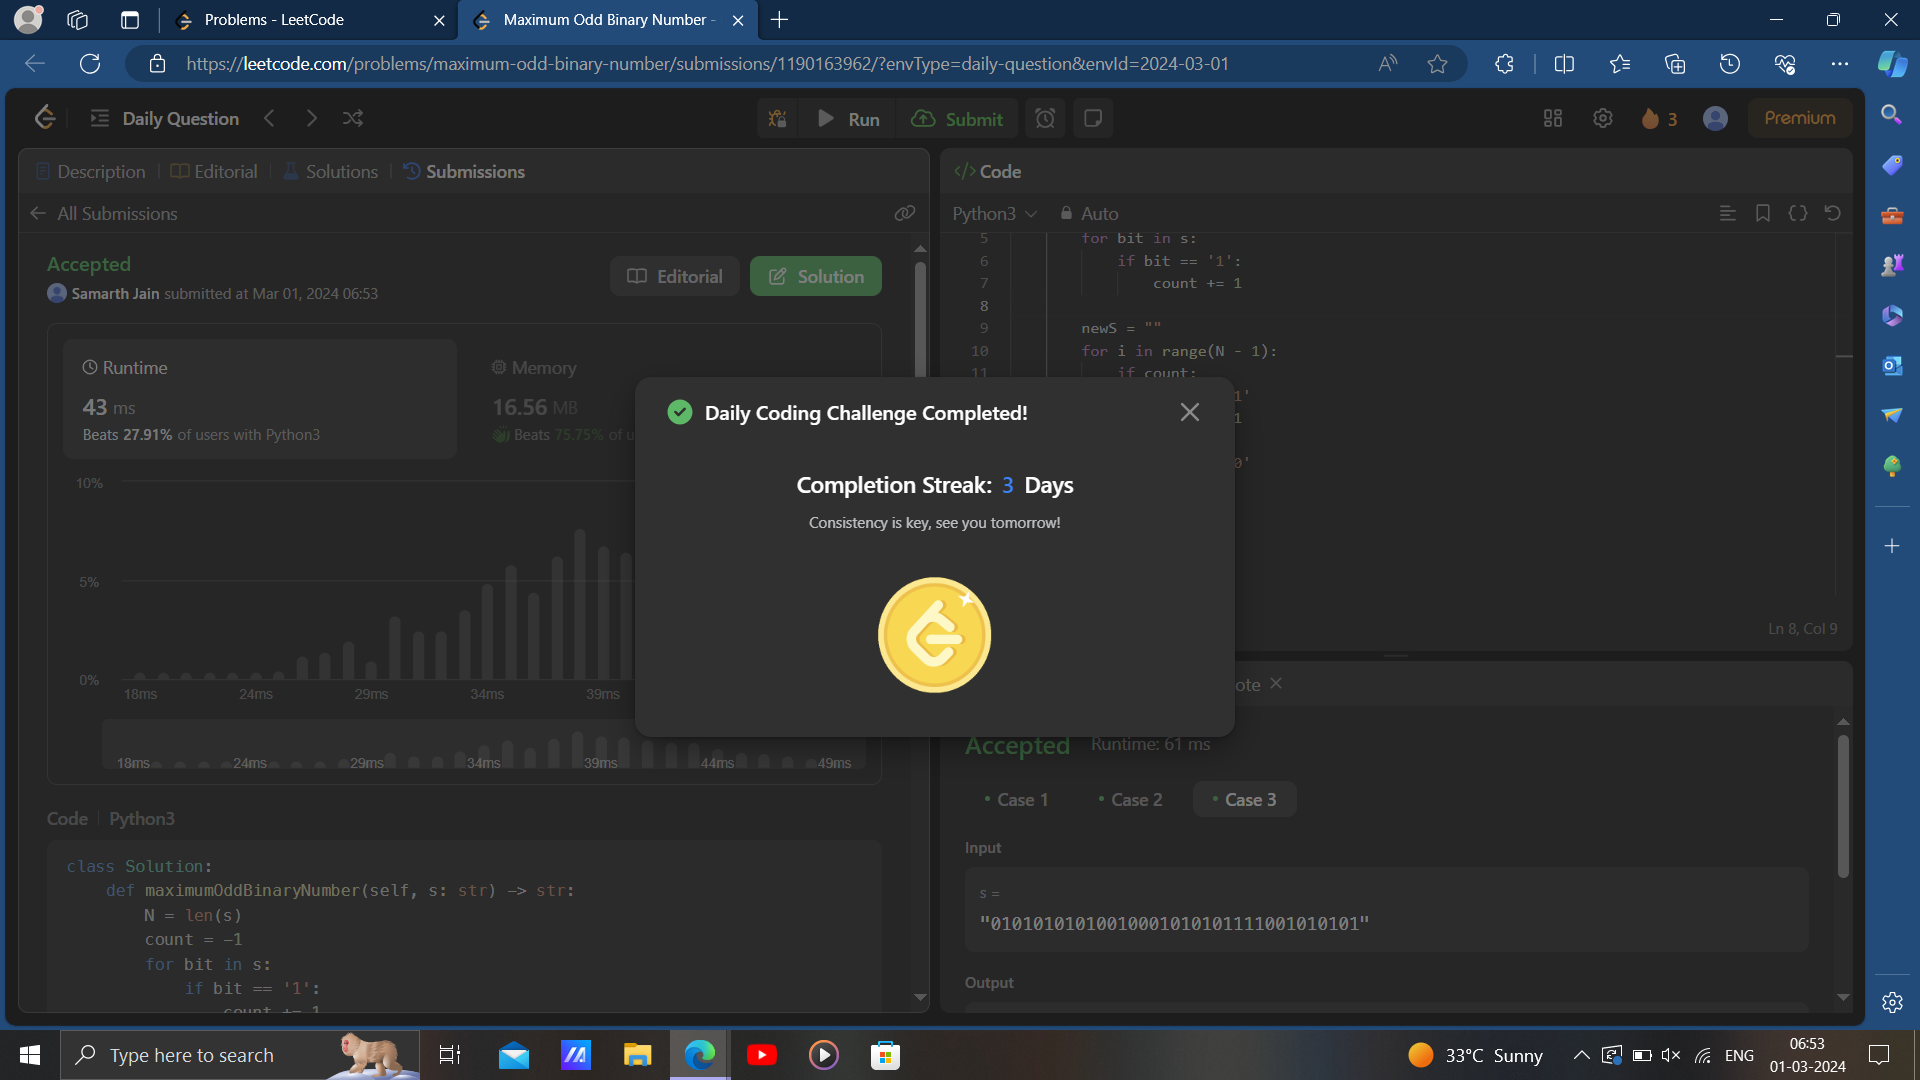 Problems - LeetCode
Maximum Odd Binary Number -
https://leetcode.com/problems/maximum-odd-binary-number/submissions/1190163962/?envType=daily-question&envId=2024-03-01
Daily Question
Run
Submit
3
Premium
Description
Editorial
Solutions
Submissions
All Submissions
Accepted
Samarth Jain submitted at Mar 01, 2024 06:53
Editorial
Solution
Runtime
43 ms
Beats 27.91% of users with Python3
Memory
16.56 MB
Beats 75.75% of u
10%
5%
0%
18ms
24ms
29ms
34ms
39ms
18ms
24ms
29ms
34ms
39ms
44ms
49ms
Code
Python3
class Solution:
def maximumOddBinaryNumber(self, s: str) -> str:
N = len(s)
count = -1
for bit in s:
if bit == '1':
count += 1
Daily Coding Challenge Completed!
Completion Streak: 3 Days
Consistency is key, see you tomorrow!
</> Code
Python3
Auto
5 for bit in s:
6 if bit == '1':
7 count += 1
8
9 newS = ""
10 for i in range(N - 1):
11 if count:
1'
1
0'
Ln 8, Col 9
ote
Accepted
Runtime: 61 ms
Case 1
Case 2
Case 3
Input
s =
"0101010101001000101010101111001010101"
Output
Type here to search
33°C Sunny
ENG
06:53
01-03-2024